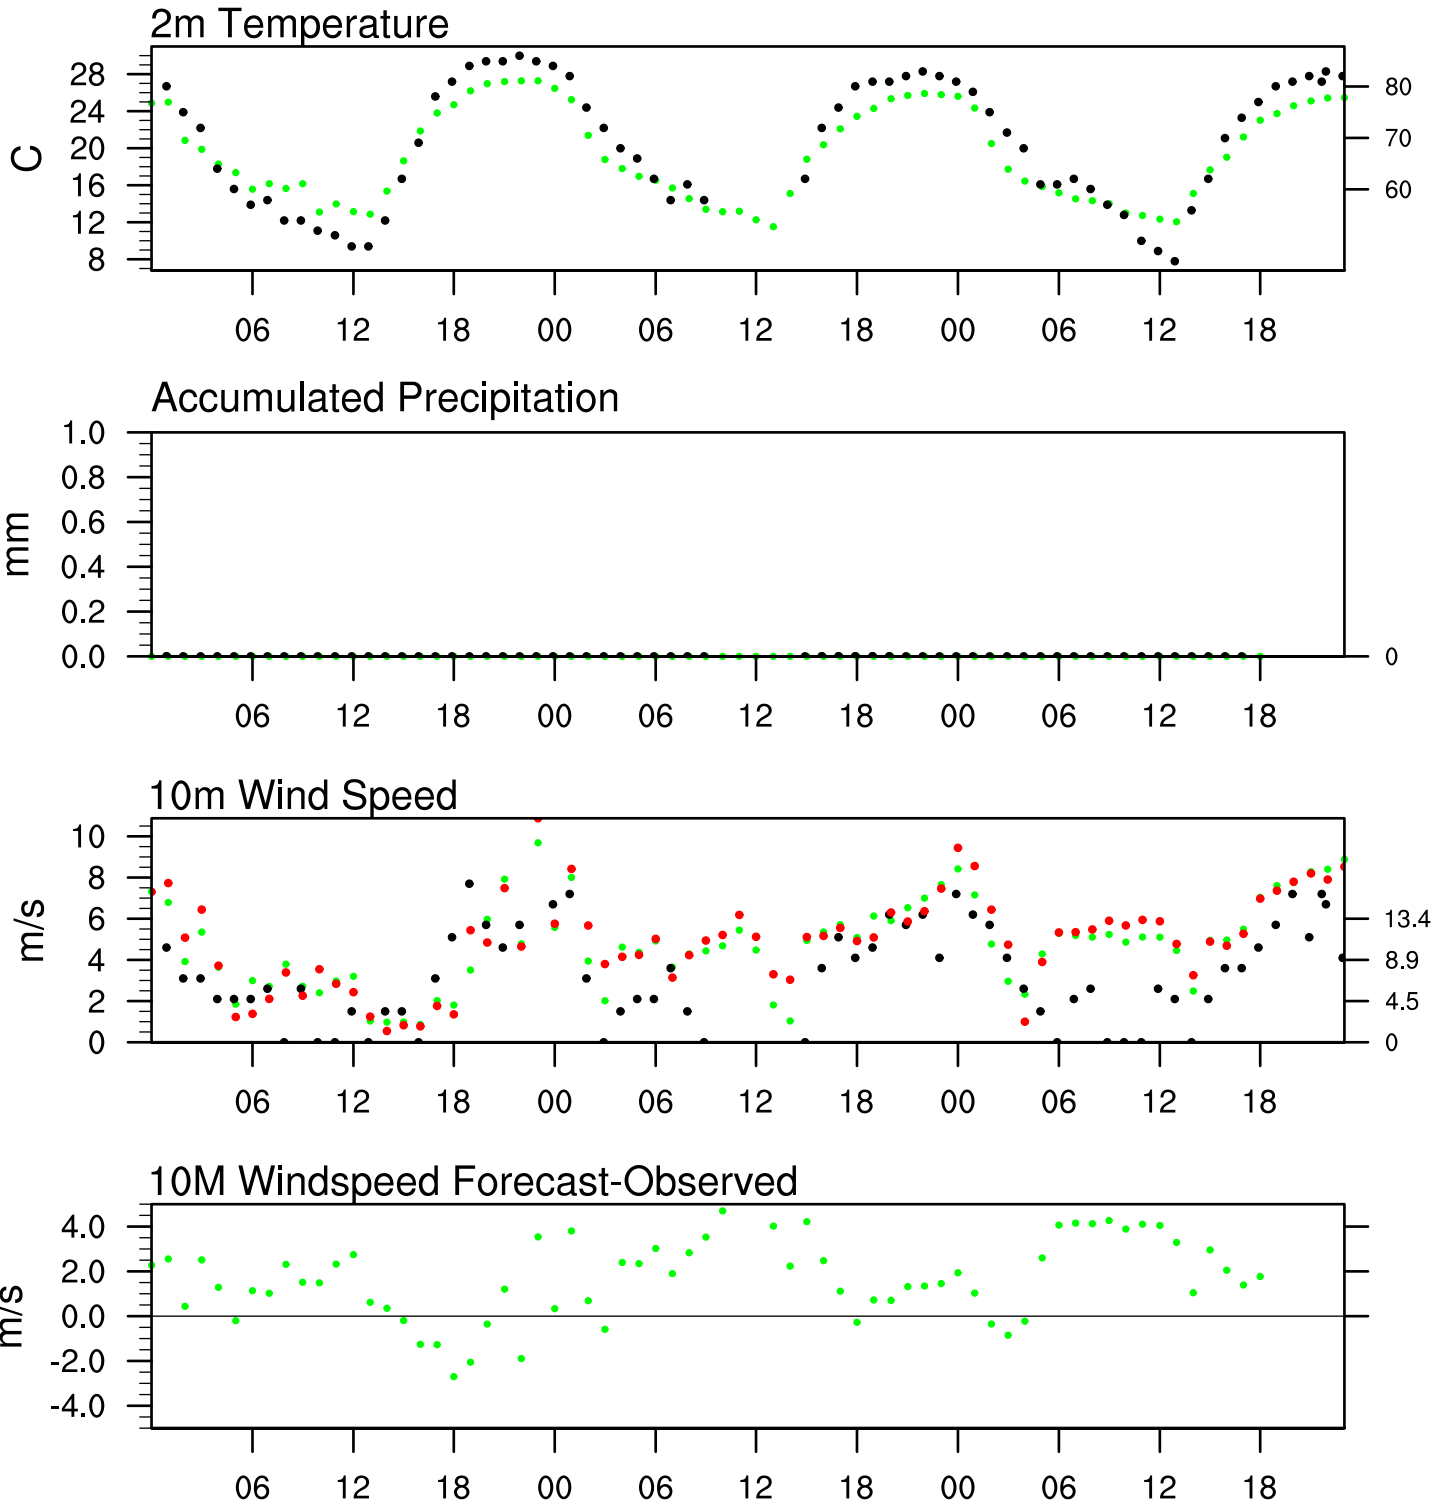 2m Temperature
C
28
24
20
16
12
8
80
70
60
06 12 18 00 06 12 18 00 06 12 18
Accumulated Precipitation
mm
1.0
0.8
0.6
0.4
0.2
0.0
0
06 12 18 00 06 12 18 00 06 12 18
10m Wind Speed
m/s
10
8
6
4
2
0
13.4
8.9
4.5
0
06 12 18 00 06 12 18 00 06 12 18
10M Windspeed Forecast-Observed
m/s
4.0
2.0
0.0
-2.0
-4.0
06 12 18 00 06 12 18 00 06 12 18